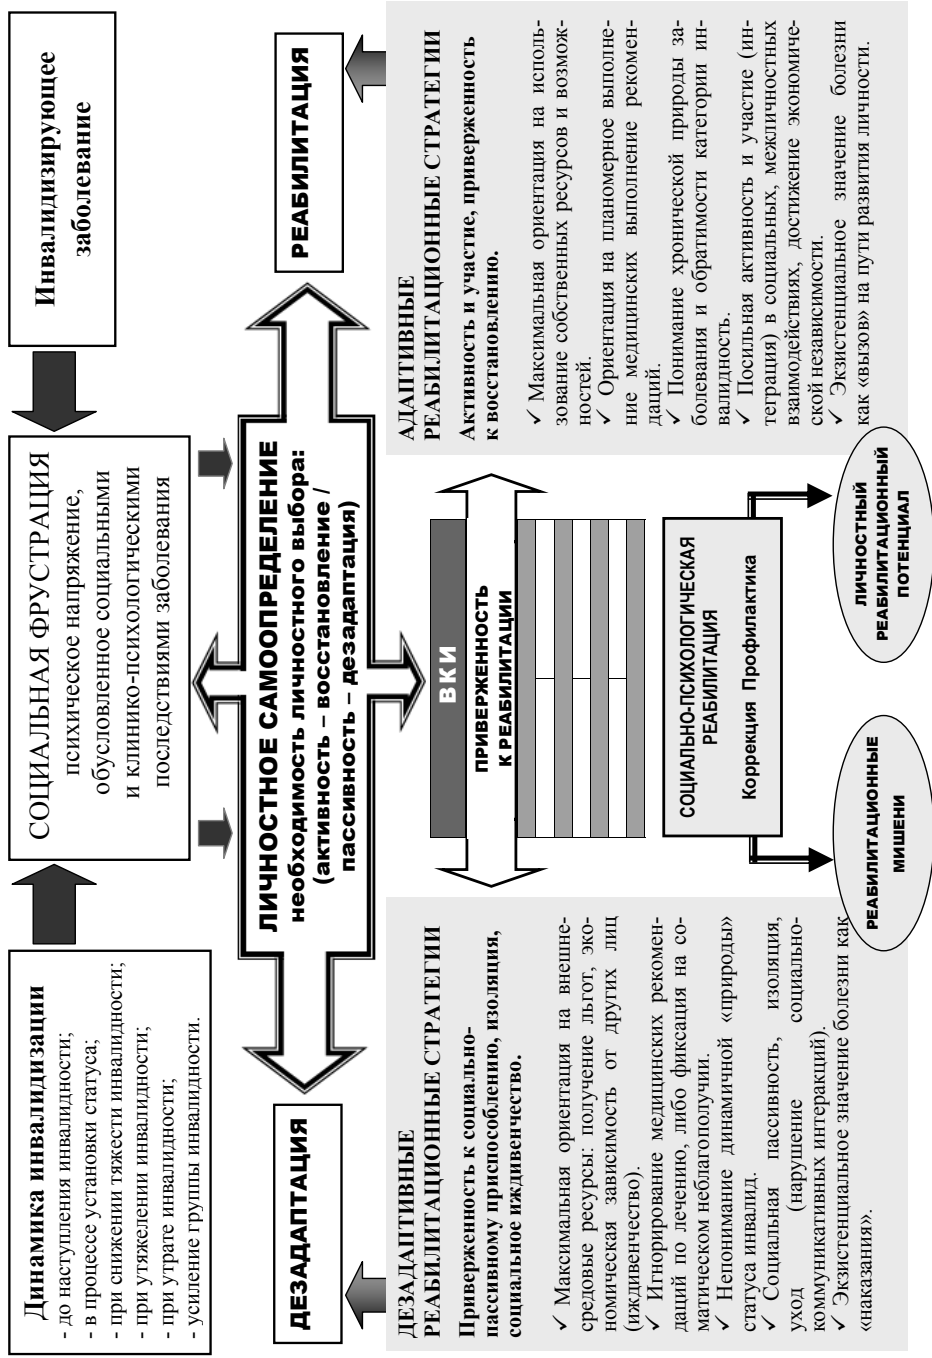 Динамика инвалидизации
- до наступления инвалидности;
- в процессе установки статуса;
- при снижении тяжести инвалидности;
- при утяжелении инвалидности;
- при утрате инвалидности;
- усиление группы инвалидности.
СОЦИАЛЬНАЯ ФРУСТРАЦИЯ
психическое напряжение,
обусловленное социальными
и клинико-психологическими
последствиями заболевания
Инвалидизирующее
заболевание
ДЕЗАДАПТАЦИЯ
ЛИЧНОСТНОЕ САМООПРЕДЕЛЕНИЕ
необходимость личностного выбора:
(активность – восстановление /
пассивность – дезадаптация)
РЕАБИЛИТАЦИЯ
ДЕЗАДАПТИВНЫЕ
РЕАБИЛИТАЦИОННЫЕ СТРАТЕГИИ
Приверженность к социально-
пассивному приспособлению, изоляция,
социальное иждивенчество.
✓ Максимальная ориентация на внешне-
средовые ресурсы: получение льгот, эко-
номическая зависимость от других лиц
(иждивенчество).
✓ Игнорирование медицинских рекомен-
даций по лечению, либо фиксация на со-
матическом неблагополучии.
✓ Непонимание динамичной «природы»
статуса инвалид.
✓ Социальная пассивность, изоляция,
уход (нарушение социально-
коммуникативных интеракций).
✓ Экзистенциальное значение болезни как
«наказания».
ВКИ
ПРИВЕРЖЕННОСТЬ
К РЕАБИЛИТАЦИИ
СОЦИАЛЬНО-ПСИХОЛОГИЧЕСКАЯ
РЕАБИЛИТАЦИЯ
Коррекция Профилактика
РЕАБИЛИТАЦИОННЫЕ
МИШЕНИ
ЛИЧНОСТНЫЙ
РЕАБИЛИТАЦИОННЫЙ
ПОТЕНЦИАЛ
АДАПТИВНЫЕ
РЕАБИЛИТАЦИОННЫЕ СТРАТЕГИИ
Активность и участие, приверженность
к восстановлению.
✓ Максимальная ориентация на исполь-
зование собственных ресурсов и возмож-
ностей.
✓ Ориентация на планомерное выполне-
ние медицинских выполнение рекомен-
даций.
✓ Понимание хронической природы за-
болевания и обратимости категории ин-
валидность.
✓ Посильная активность и участие (ин-
теграция) в социальных, межличностных
взаимодействиях, достижение экономиче-
ской независимости.
✓ Экзистенциальное значение болезни
как «вызов» на пути развития личности.